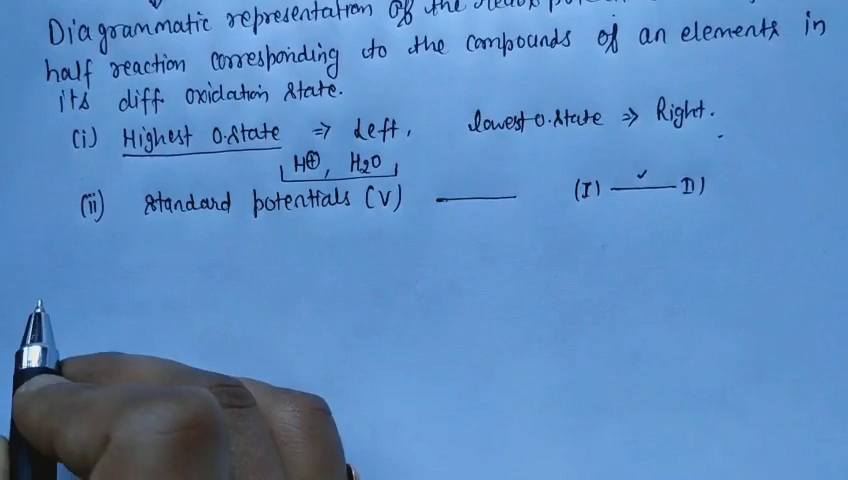 Diagrammatic representation of the redox
half reaction corresponding to the compounds of an elements in
its diff. oxidation state.
(i) Highest O.State ⇒ Left, lowest O.State ⇒ Right.
H⊕, H2O
(ii) Standard potentials (V) —— (I) —— II)